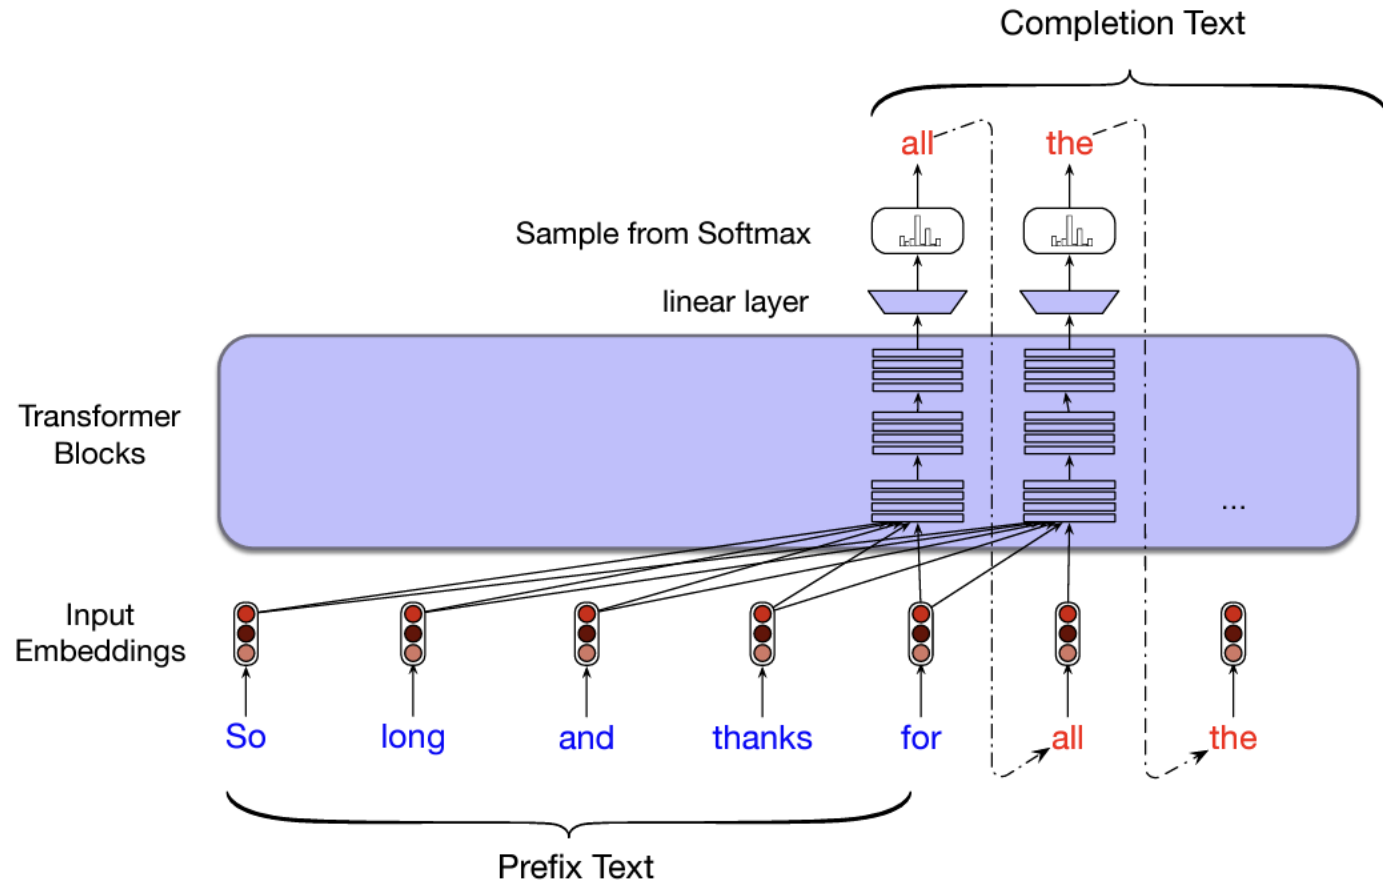 Completion Text
all the
Sample from Softmax
linear layer
Transformer
Blocks
...
Input
Embeddings
So long and thanks for all the
Prefix Text